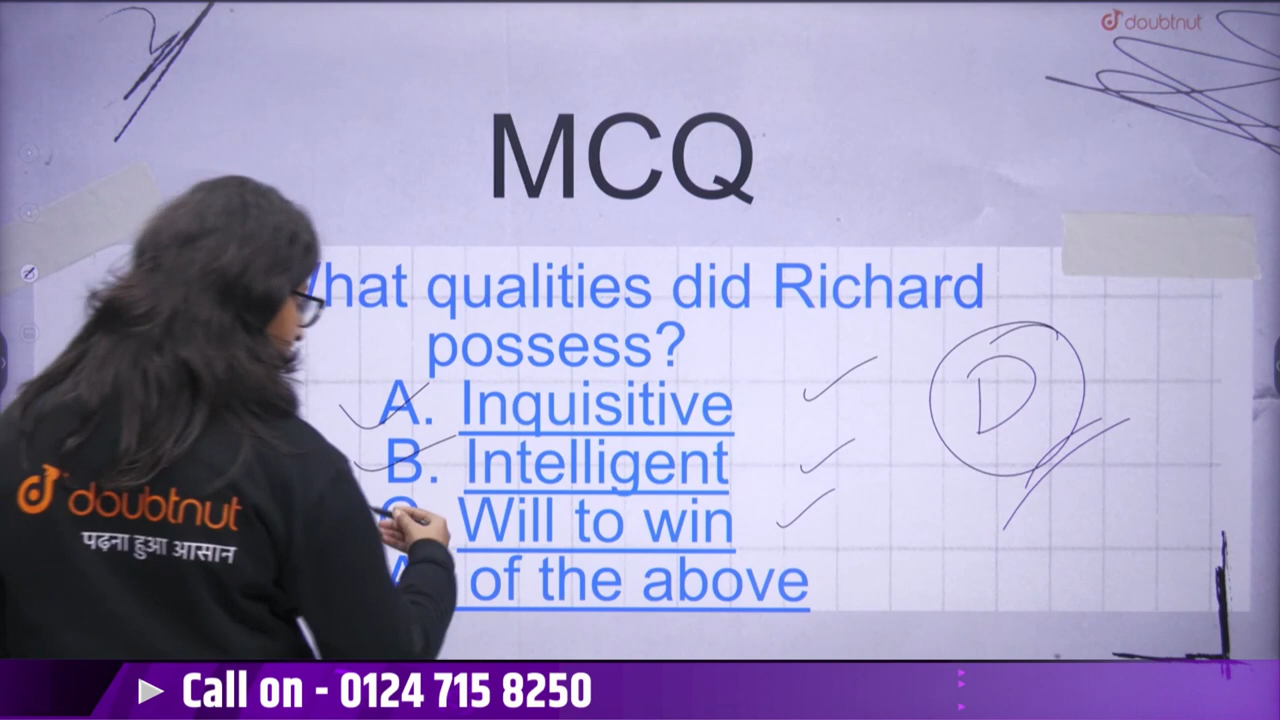 doubtnut
MCQ
What qualities did Richard
possess?
A. Inquisitive
B. Intelligent
Will to win
of the above
D
doubtnut
पढ़ना हुआ आसान
Call on - 0124 715 8250